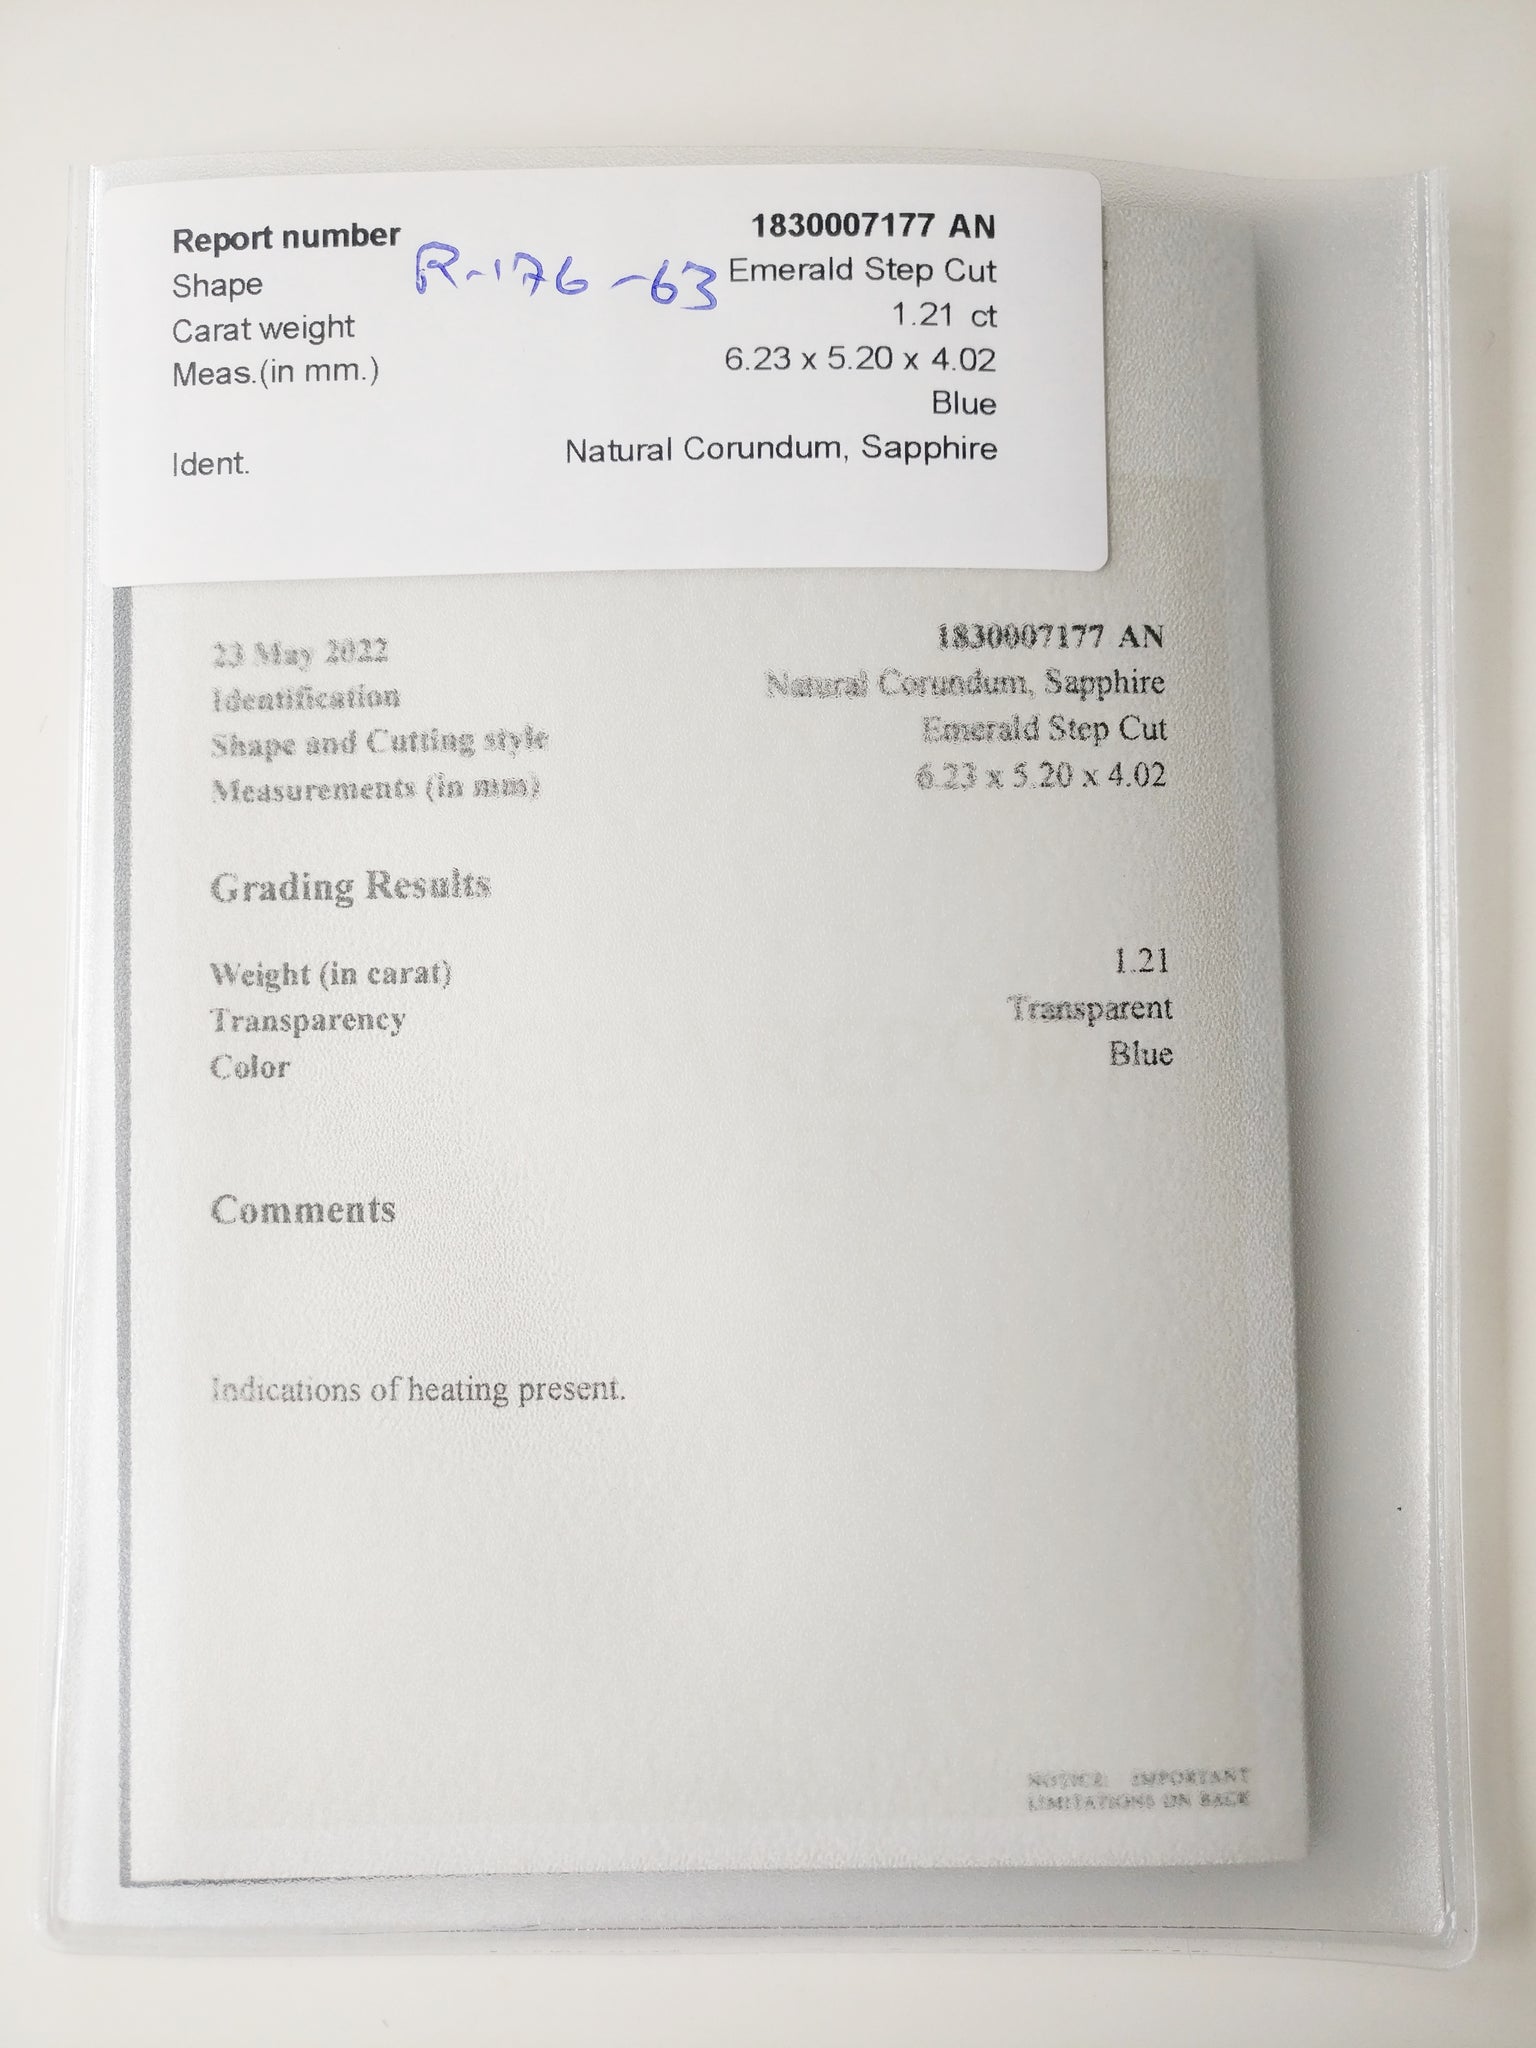 Report number 1830007177 AN
R-176-63
Shape Emerald Step Cut
Carat weight 1.21 ct
Meas.(in mm.) 6.23 x 5.20 x 4.02
Blue
Ident. Natural Corundum, Sapphire
23 May 2022 1830007177 AN
Identification Natural Corundum, Sapphire
Shape and Cutting style Emerald Step Cut
Measurements (in mm) 6.23 x 5.20 x 4.02
Grading Results
Weight (in carat) 1.21
Transparency Transparent
Color Blue
Comments
Indications of heating present.
NOTICE: IMPORTANT
LIMITATIONS ON BACK